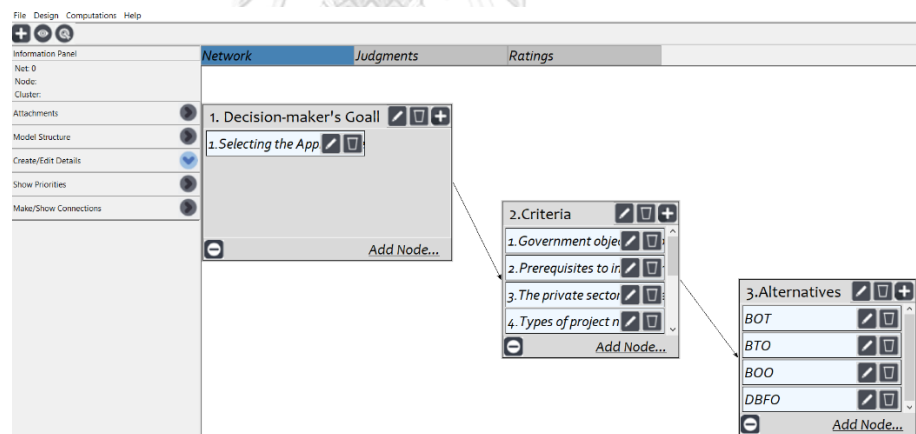 File Design Computations Help
Information Panel
Net: 0
Node:
Cluster:
Attachments
Model Structure
Create/Edit Details
Show Priorities
Make/Show Connections
Network Judgments Ratings
1. Decision-maker's Goall
1.Selecting the App
Add Node...
2.Criteria
1.Government obje
2.Prerequisites to in
3.The private sector
4.Types of project n
Add Node...
3.Alternatives
BOT
BTO
BOO
DBFO
Add Node...